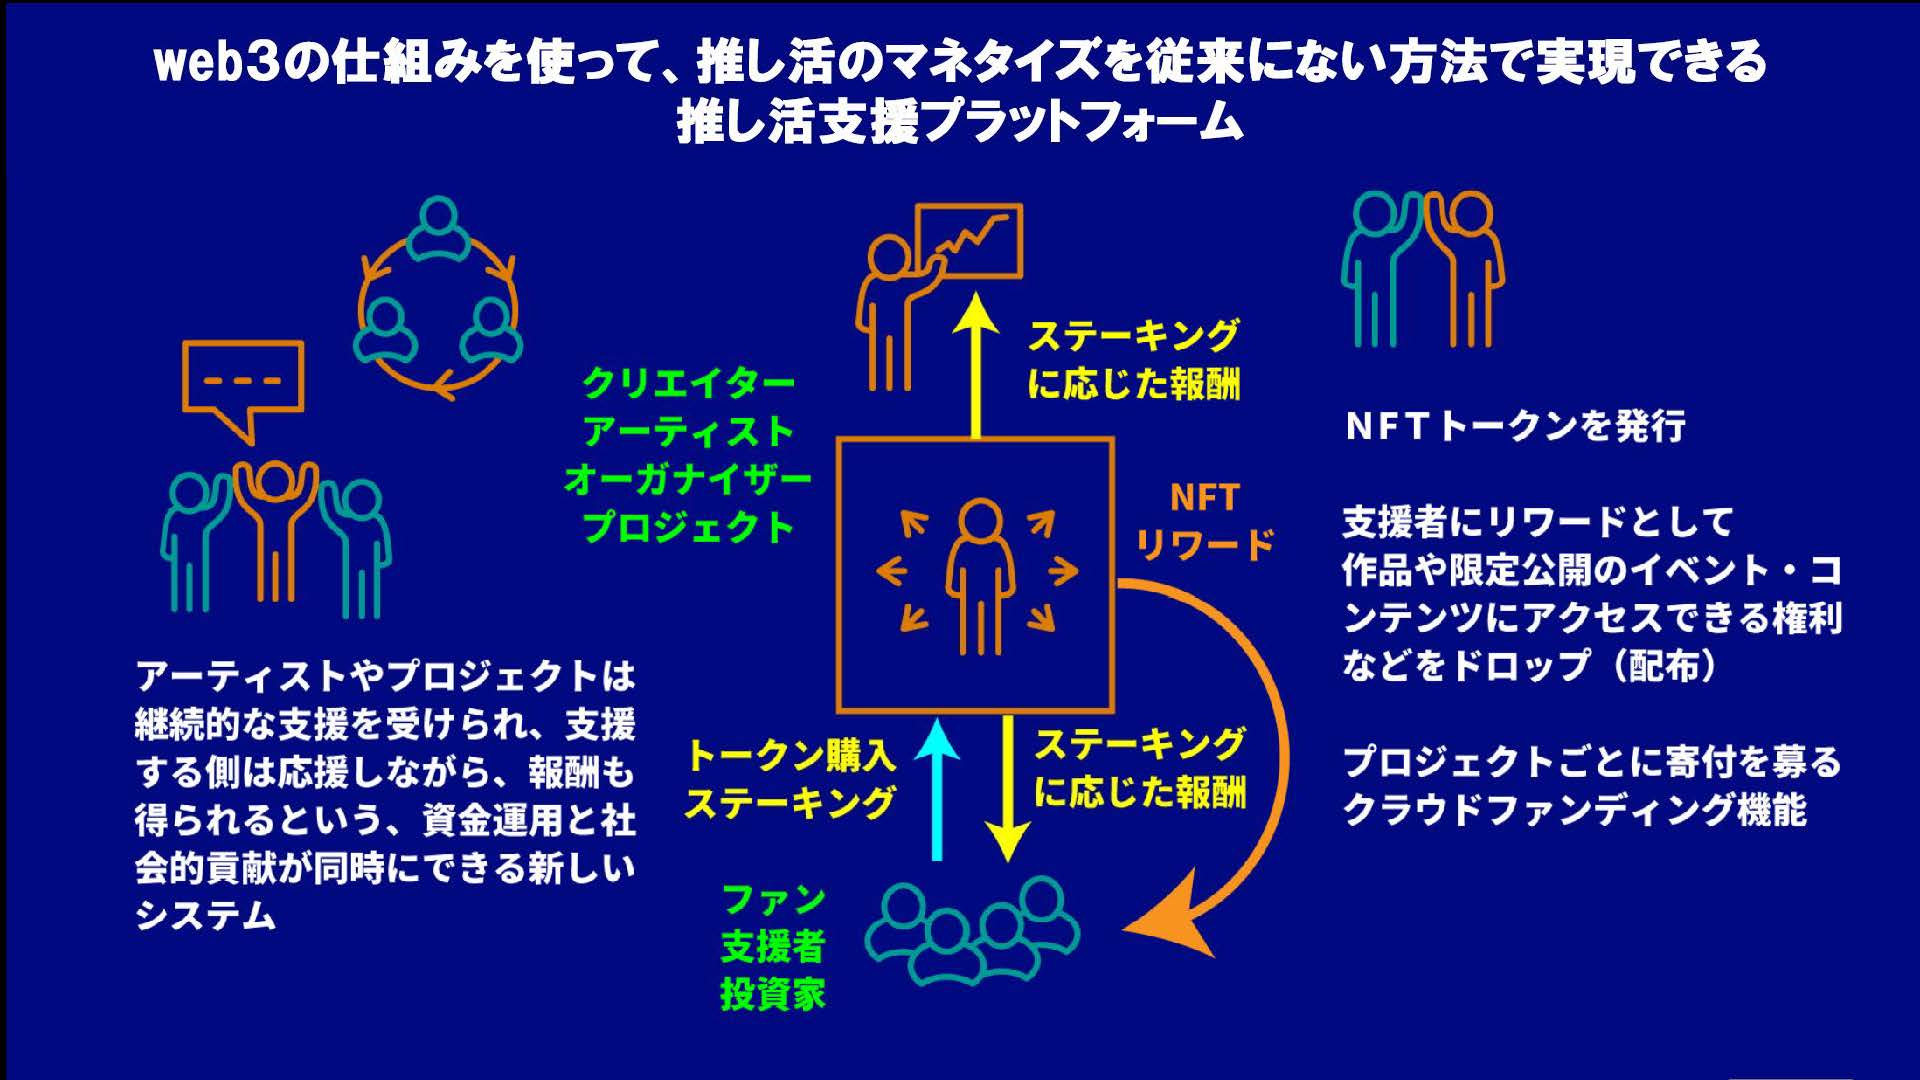 web3の仕組みを使って、推し活のマネタイズを従来にない方法で実現できる
推し活支援プラットフォーム
アーティストやプロジェクトは
継続的な支援を受けられ、支援
する側は応援しながら、報酬も
得られるという、資金運用と社
会的貢献が同時にできる新しい
システム
クリエイター
アーティスト
オーガナイザー
プロジェクト
ステーキング
に応じた報酬
NFT
リワード
トークン購入
ステーキング
ステーキング
に応じた報酬
ファン
支援者
投資家
NFTトークンを発行
支援者にリワードとして
作品や限定公開のイベント・コ
ンテンツにアクセスできる権利
などをドロップ（配布）
プロジェクトごとに寄付を募る
クラウドファンディング機能